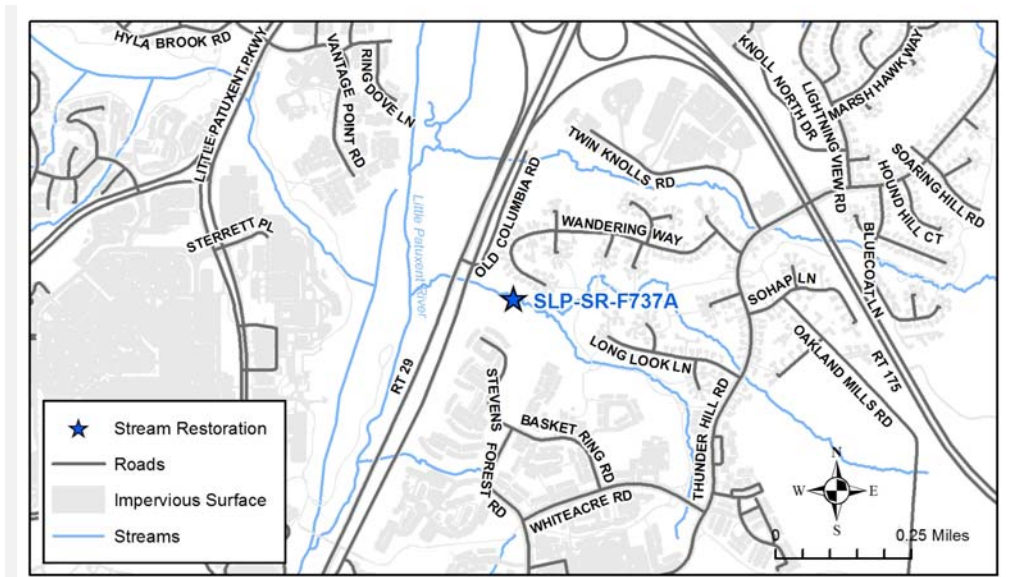 HYLA BROOK RD
LITTLE PATUXENT PKWY
VANTAGE POINT RD
RING DOVE LN
STERRETT PL
Little Patuxent River
OLD COLUMBIA RD
RT 29
TWIN KNOLLS RD
WANDERING WAY
KNOLL NORTH DR
LIGHTNING VIEW RD
MARSH HAWK WAY
SOARING HILL RD
HOUND HILL CT
BLUECOAT LN
SOHAP LN
OAKLAND MILLS RD
RT 175
SLP-SR-F737A
LONG LOOK LN
THUNDER HILL RD
STEVENS FOREST RD
BASKET RING RD
WHITEACRE RD
Stream Restoration
Roads
Impervious Surface
Streams
N
W E
S
0 0.25 Miles